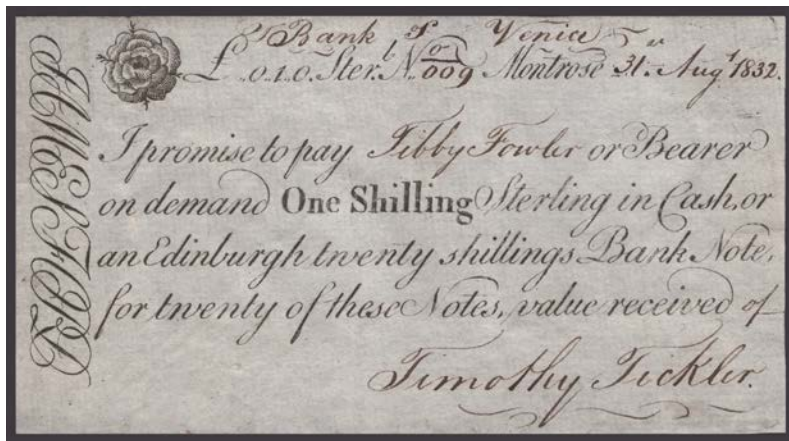 Bank of Venice
£ 0..1..0. Ster. N.o 009 Montrose 31. Augt 1832.
I promise to pay Tibby Fowler or Bearer
on demand One Shilling Sterling in Cash, or
an Edinburgh twenty shillings Bank Note,
for twenty of these Notes, value received of
Timothy Tickler.